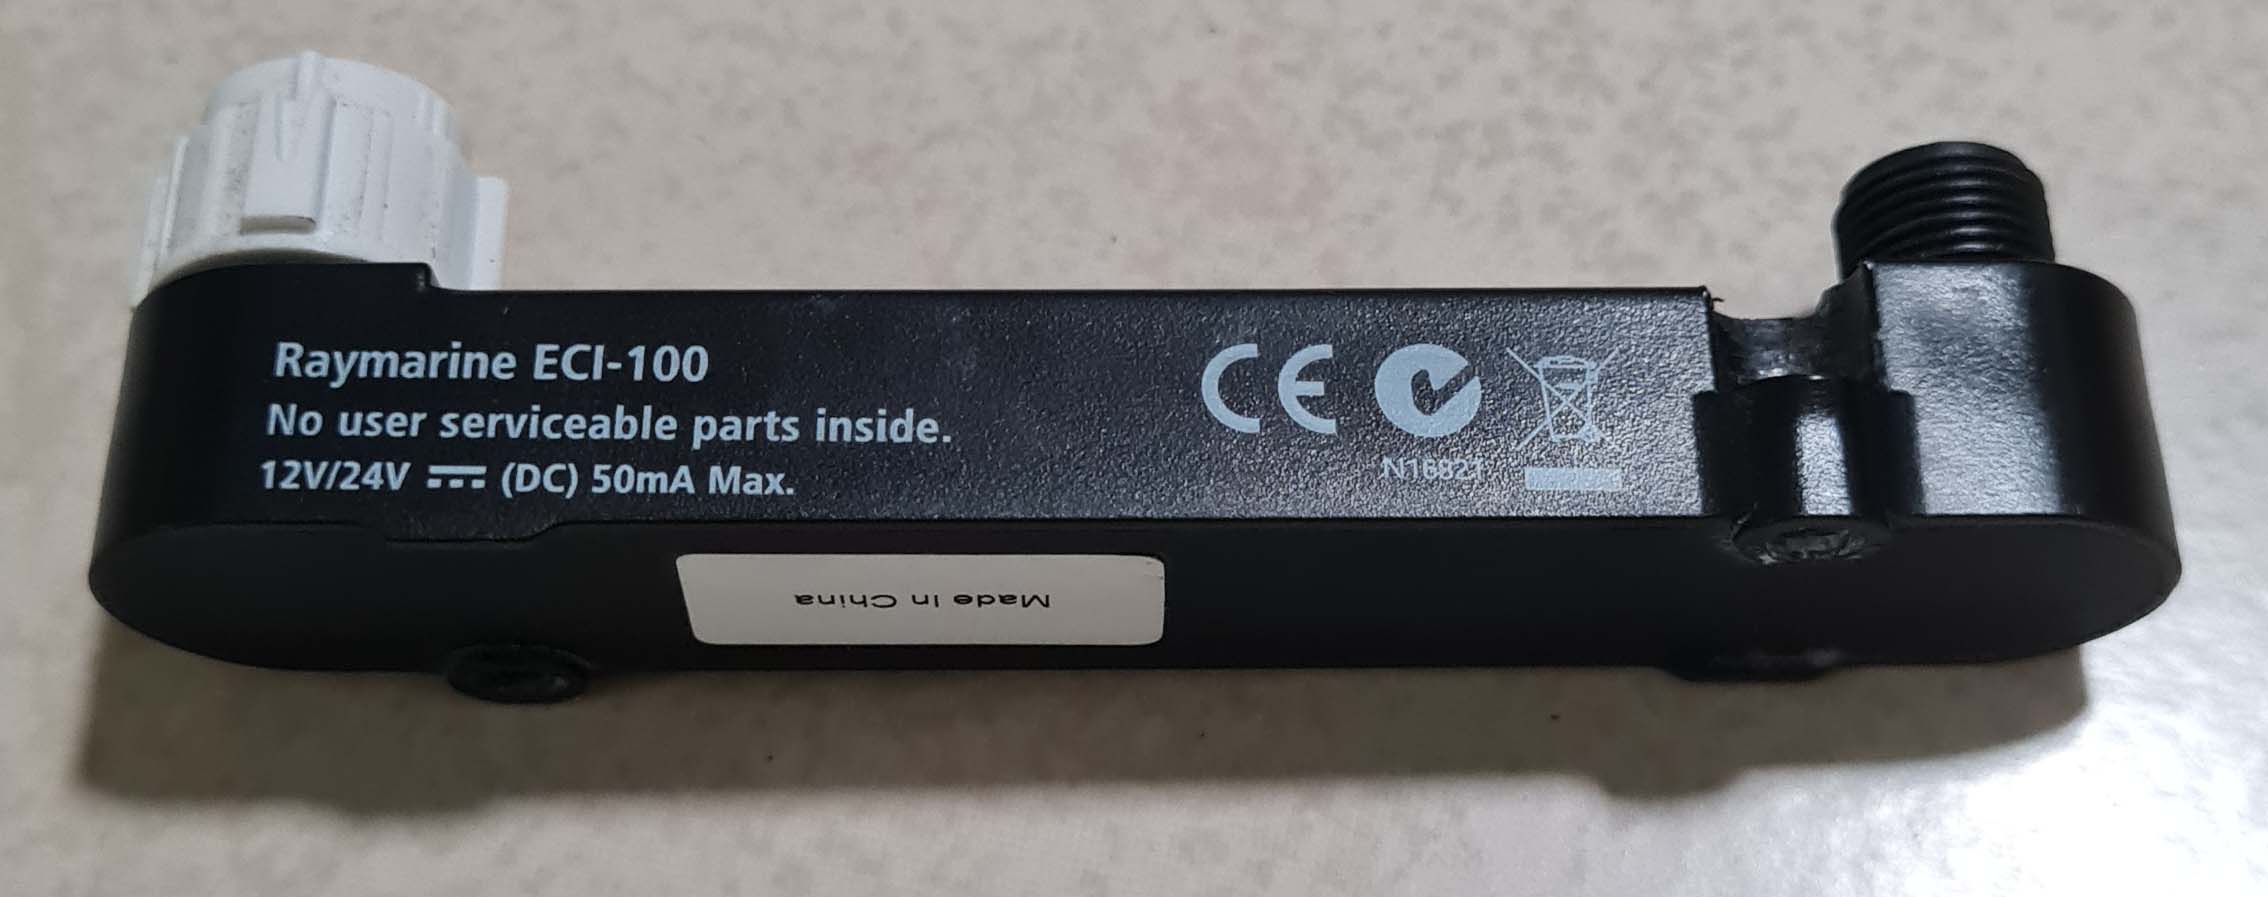 Raymarine ECI-100
No user serviceable parts inside.
12V/24V (DC) 50mA Max.
CE
N16821
Made In China